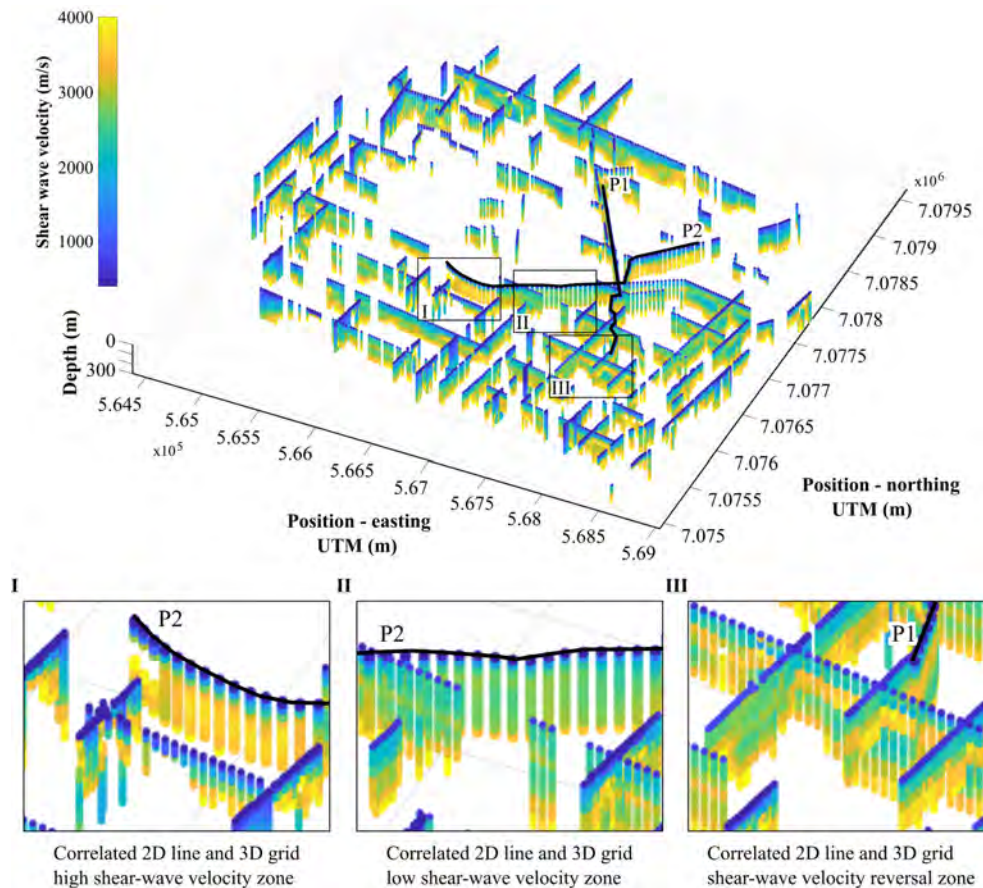 4000
3000
2000
1000
Shear wave velocity (m/s)
P1
P2
I
II
III
0
300
Depth (m)
5.645
5.65
5.655
5.66
5.665
5.67
5.675
5.68
5.685
5.69
x10⁵
Position - easting
UTM (m)
x10⁶
7.0795
7.079
7.0785
7.078
7.0775
7.077
7.0765
7.076
7.0755
7.075
Position - northing
UTM (m)
I
P2
Correlated 2D line and 3D grid
high shear-wave velocity zone
II
P2
Correlated 2D line and 3D grid
low shear-wave velocity zone
III
P1
Correlated 2D line and 3D grid
shear-wave velocity reversal zone